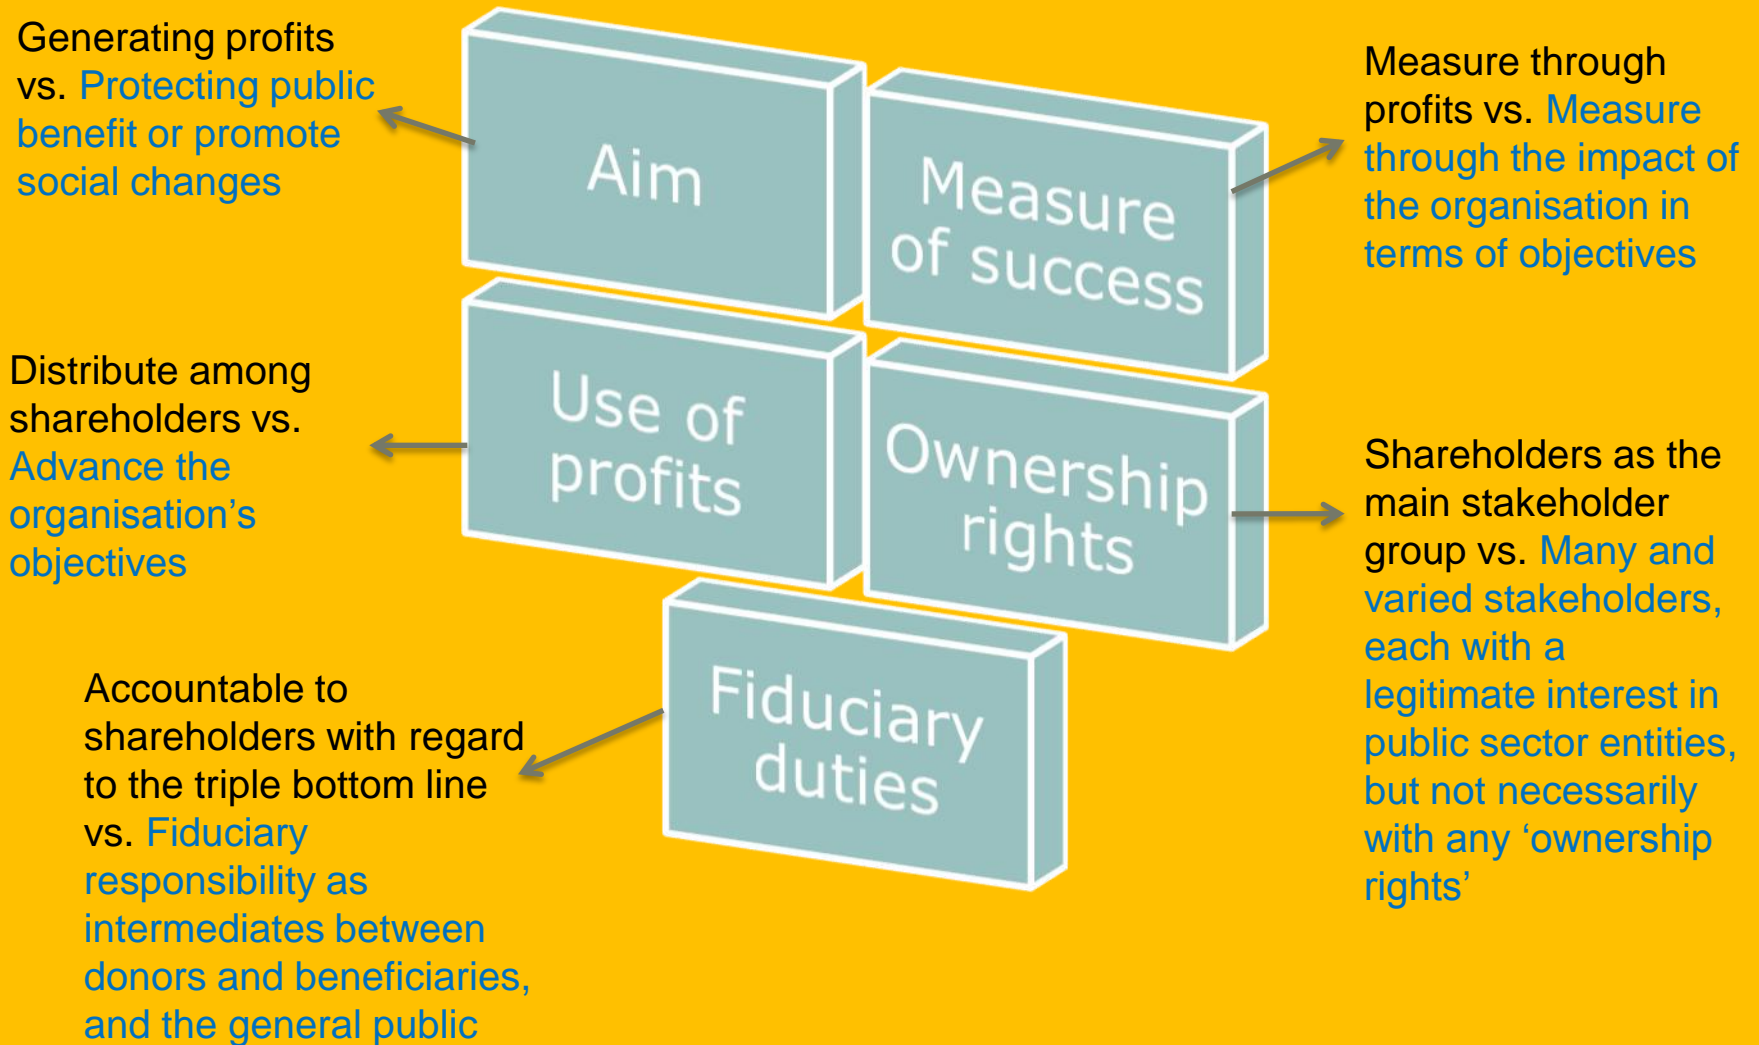 Generating profits
vs. Protecting public
benefit or promote
social changes
Aim
Measure
of success
Measure through
profits vs. Measure
through the impact of
the organisation in
terms of objectives
Distribute among
shareholders vs.
Advance the
organisation’s
objectives
Use of
profits
Ownership
rights
Shareholders as the
main stakeholder
group vs. Many and
varied stakeholders,
each with a
legitimate interest in
public sector entities,
but not necessarily
with any ‘ownership
rights’
Accountable to
shareholders with regard
to the triple bottom line
vs. Fiduciary
responsibility as
intermediates between
donors and beneficiaries,
and the general public
Fiduciary
duties